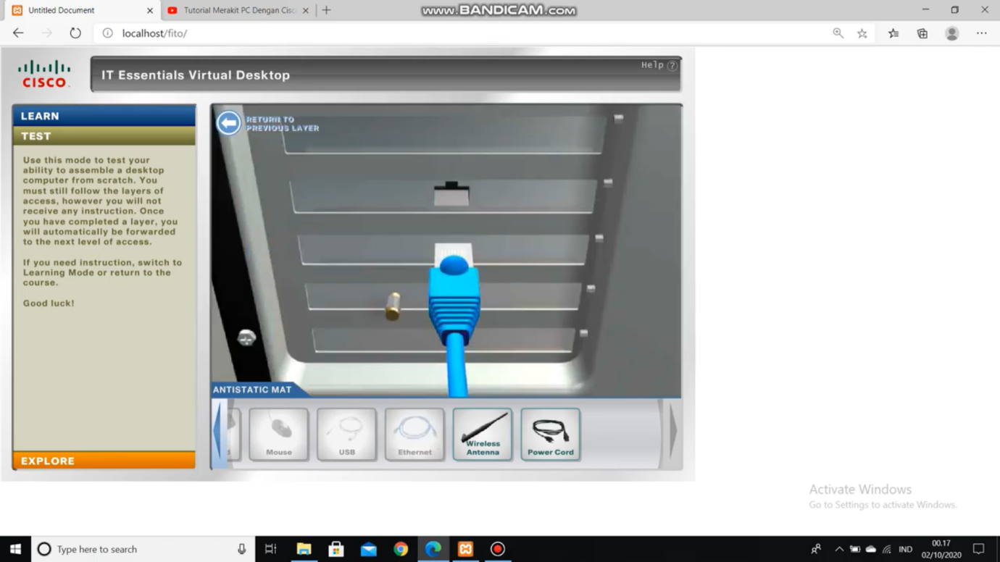 Untitled Document
Tutorial Merakit PC Dengan Cisc
www.BANDICAM.com
localhost/fito/
CISCO
IT Essentials Virtual Desktop
Help ?
LEARN
TEST
Use this mode to test your
ability to assemble a desktop
computer from scratch. You
must still follow the layers of
access, however you will not
receive any instruction. Once
you have completed a layer, you
will automatically be forwarded
to the next level of access.
If you need instruction, switch to
Learning Mode or return to the
course.
Good luck!
EXPLORE
RETURN TO
PREVIOUS LAYER
ANTISTATIC MAT
d
Mouse
USB
Ethernet
Wireless
Antenna
Power Cord
Activate Windows
Go to Settings to activate Windows.
Type here to search
IND
00.17
02/10/2020